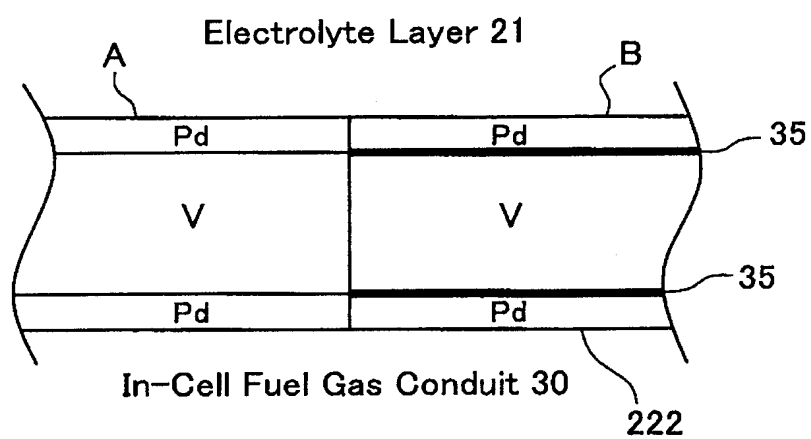 Electrolyte Layer 21
A
B
Pd
Pd
35
V
V
35
Pd
Pd
In-Cell Fuel Gas Conduit 30
222